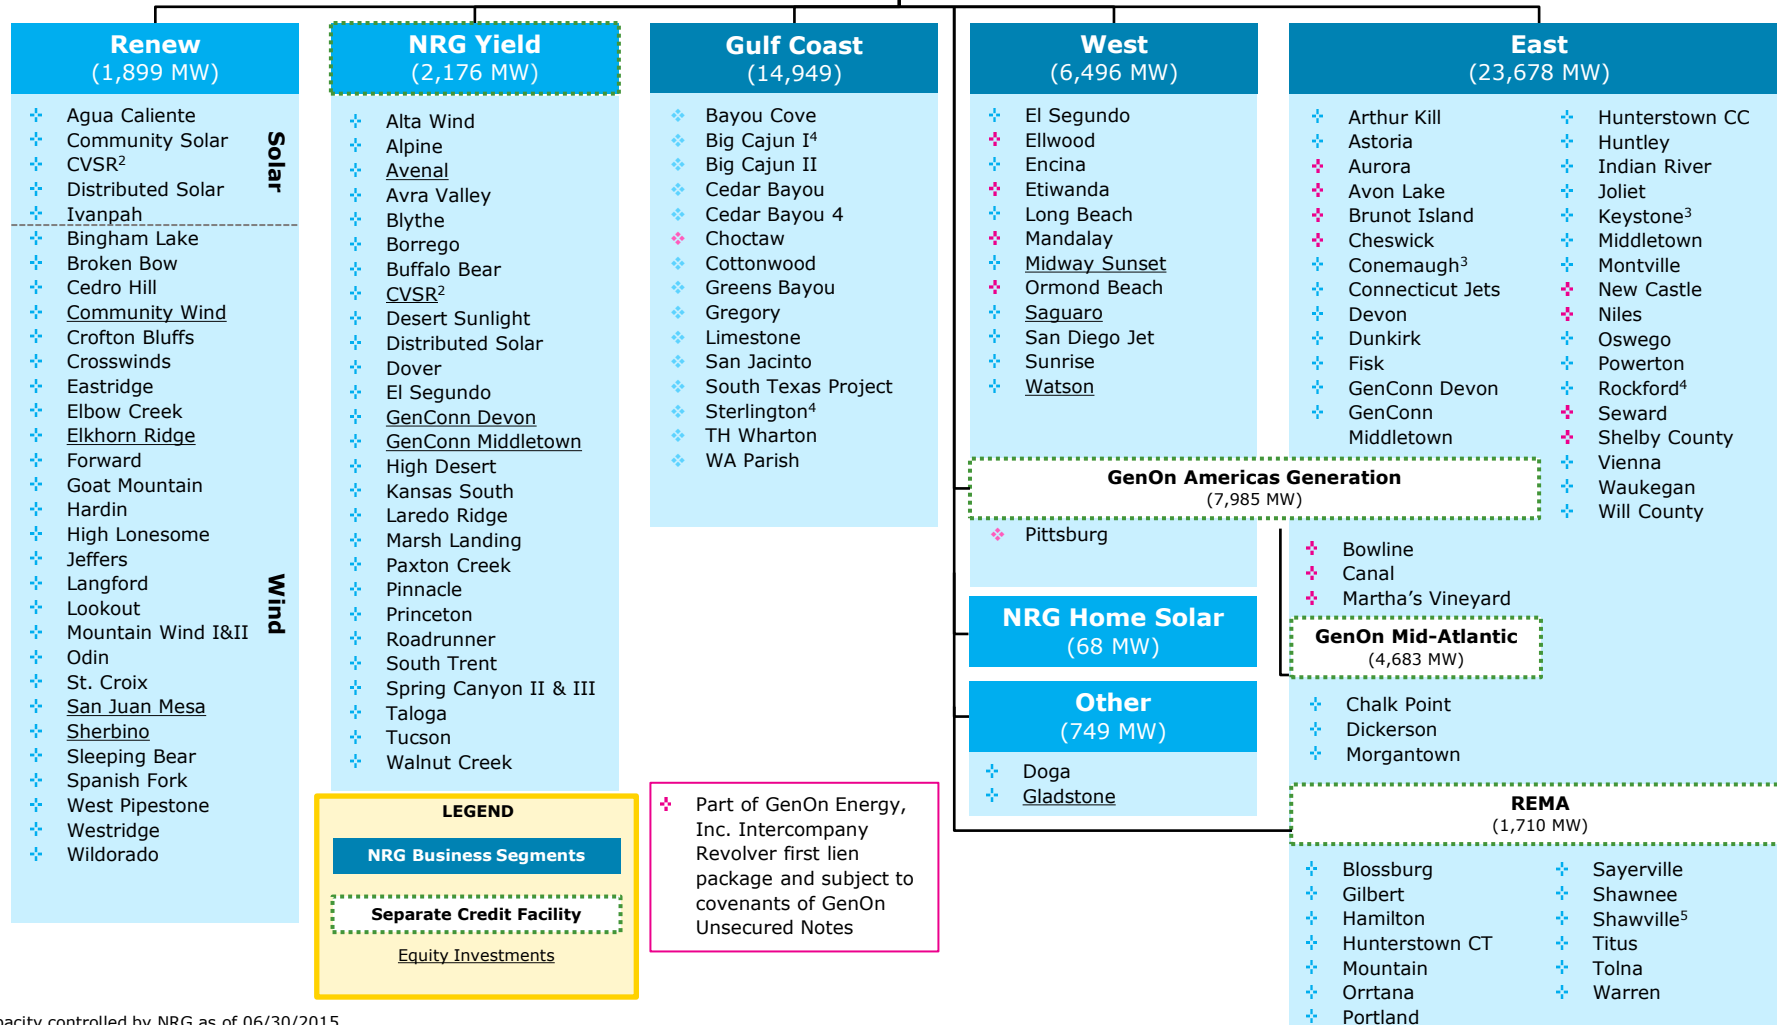 Renew
(1,899 MW)
Agua Caliente
Community Solar
CVSR2
Distributed Solar
Ivanpah
Solar
Bingham Lake
Broken Bow
Cedro Hill
Community Wind
Crofton Bluffs
Crosswinds
Eastridge
Elbow Creek
Elkhorn Ridge
Forward
Goat Mountain
Hardin
High Lonesome
Jeffers
Langford
Lookout
Mountain Wind I&II
Odin
St. Croix
San Juan Mesa
Sherbino
Sleeping Bear
Spanish Fork
West Pipestone
Westridge
Wildorado
Wind
NRG Yield
(2,176 MW)
Alta Wind
Alpine
Avenal
Avra Valley
Blythe
Borrego
Buffalo Bear
CVSR2
Desert Sunlight
Distributed Solar
Dover
El Segundo
GenConn Devon
GenConn Middletown
High Desert
Kansas South
Laredo Ridge
Marsh Landing
Paxton Creek
Pinnacle
Princeton
Roadrunner
South Trent
Spring Canyon II & III
Taloga
Tucson
Walnut Creek
LEGEND
NRG Business Segments
Separate Credit Facility
Equity Investments
Gulf Coast
(14,949)
Bayou Cove
Big Cajun I4
Big Cajun II
Cedar Bayou
Cedar Bayou 4
Choctaw
Cottonwood
Greens Bayou
Gregory
Limestone
San Jacinto
South Texas Project
Sterlington4
TH Wharton
WA Parish
Part of GenOn Energy,
Inc. Intercompany
Revolver first lien
package and subject to
covenants of GenOn
Unsecured Notes
West
(6,496 MW)
El Segundo
Ellwood
Encina
Etiwanda
Long Beach
Mandalay
Midway Sunset
Ormond Beach
Saguaro
San Diego Jet
Sunrise
Watson
GenOn Americas Generation
(7,985 MW)
Pittsburg
NRG Home Solar
(68 MW)
Other
(749 MW)
Doga
Gladstone
East
(23,678 MW)
Arthur Kill
Astoria
Aurora
Avon Lake
Brunot Island
Cheswick
Conemaugh3
Connecticut Jets
Devon
Dunkirk
Fisk
GenConn Devon
GenConn
Middletown
Hunterstown CC
Huntley
Indian River
Joliet
Keystone3
Middletown
Montville
New Castle
Niles
Oswego
Powerton
Rockford4
Seward
Shelby County
Vienna
Waukegan
Will County
Bowline
Canal
Martha's Vineyard
GenOn Mid-Atlantic
(4,683 MW)
Chalk Point
Dickerson
Morgantown
REMA
(1,710 MW)
Blossburg
Gilbert
Hamilton
Hunterstown CT
Mountain
Orrtana
Portland
Sayerville
Shawnee
Shawville5
Titus
Tolna
Warren
controlled by NRG as of 06/30/2015